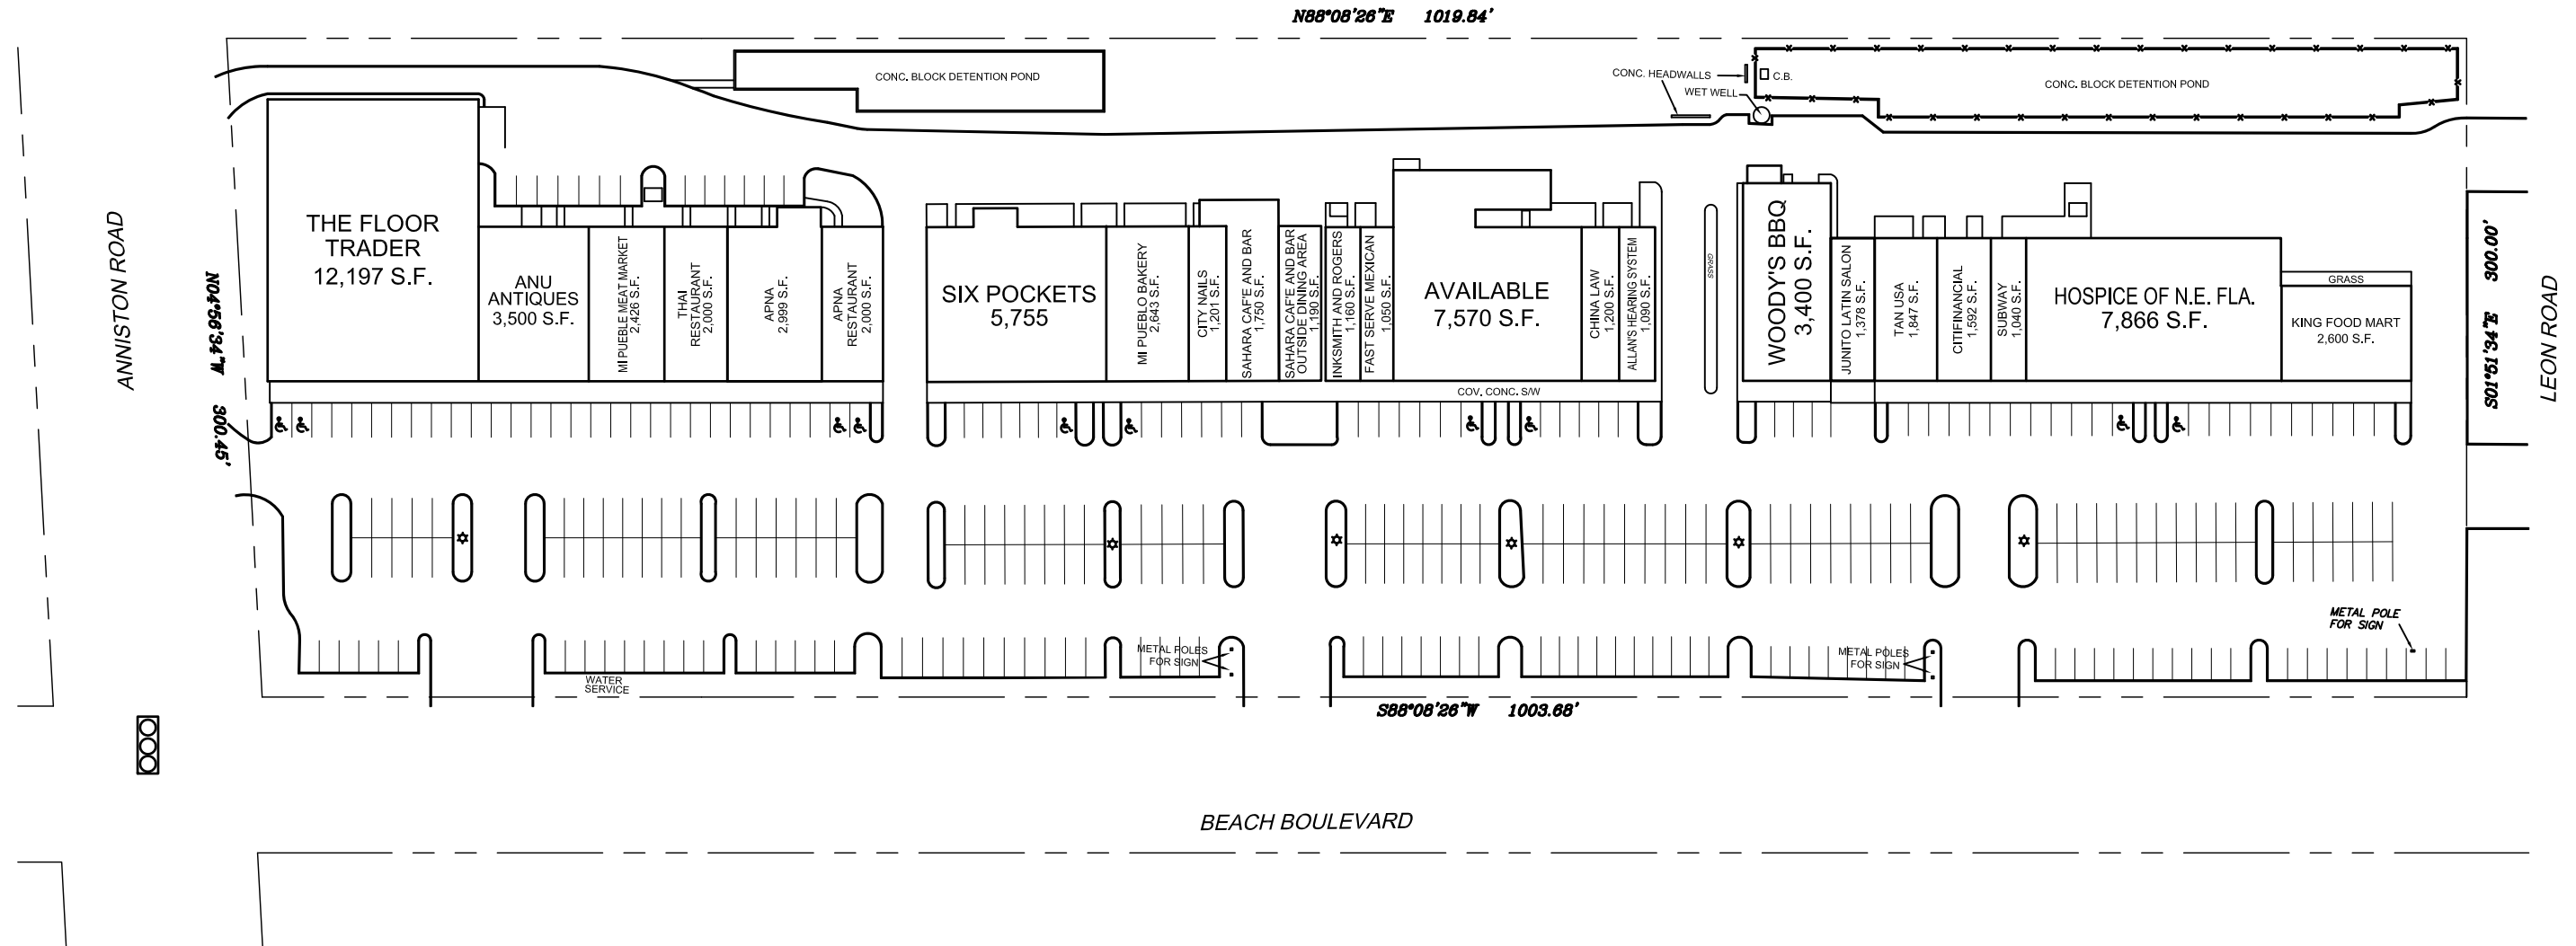 N88°08'26"E 1019.84'
CONC. BLOCK DETENTION POND
CONC. HEADWALLS
C.B.
WET WELL
CONC. BLOCK DETENTION POND
ANNISTON ROAD
N04°56'34"W 300.45'
THE FLOOR
TRADER
12,197 S.F.
ANU
ANTIQUES
3,500 S.F.
MI PUEBLE MEAT MARKET
2,426 S.F.
THAI
RESTAURANT
2,000 S.F.
APNA
2,999 S.F.
APNA
RESTAURANT
2,000 S.F.
SIX POCKETS
5,755
MI PUEBLO BAKERY
2,643 S.F.
CITY NAILS
1,201 S.F.
SAHARA CAF'E AND BAR
1,750 S.F.
SAHARA CAF'E AND BAR
OUTSIDE DINING AREA
1,190 S.F.
INKSMITH AND ROGERS
1,160 S.F.
FAST SERVE MEXICAN
1,050 S.F.
AVAILABLE
7,570 S.F.
CHINA LAW
1,200 S.F.
ALLAN'S HEARING SYSTEM
1,090 S.F.
COV. CONC. S/W
GRASS
WOODY'S BBQ
3,400 S.F.
JUNITO LATIIN SALON
1,378 S.F.
TAN USA
1,847 S.F.
CITIFINANCIAL
1,592 S.F.
SUBWAY
1,040 S.F.
HOSPICE OF N.E. FLA.
7,866 S.F.
GRASS
KING FOOD MART
2,600 S.F.
S01°51'34"E 300.00'
LEON ROAD
WATER
SERVICE
METAL POLES
FOR SIGN
METAL POLES
FOR SIGN
METAL POLE
FOR SIGN
S88°08'26"W 1003.68'
BEACH BOULEVARD